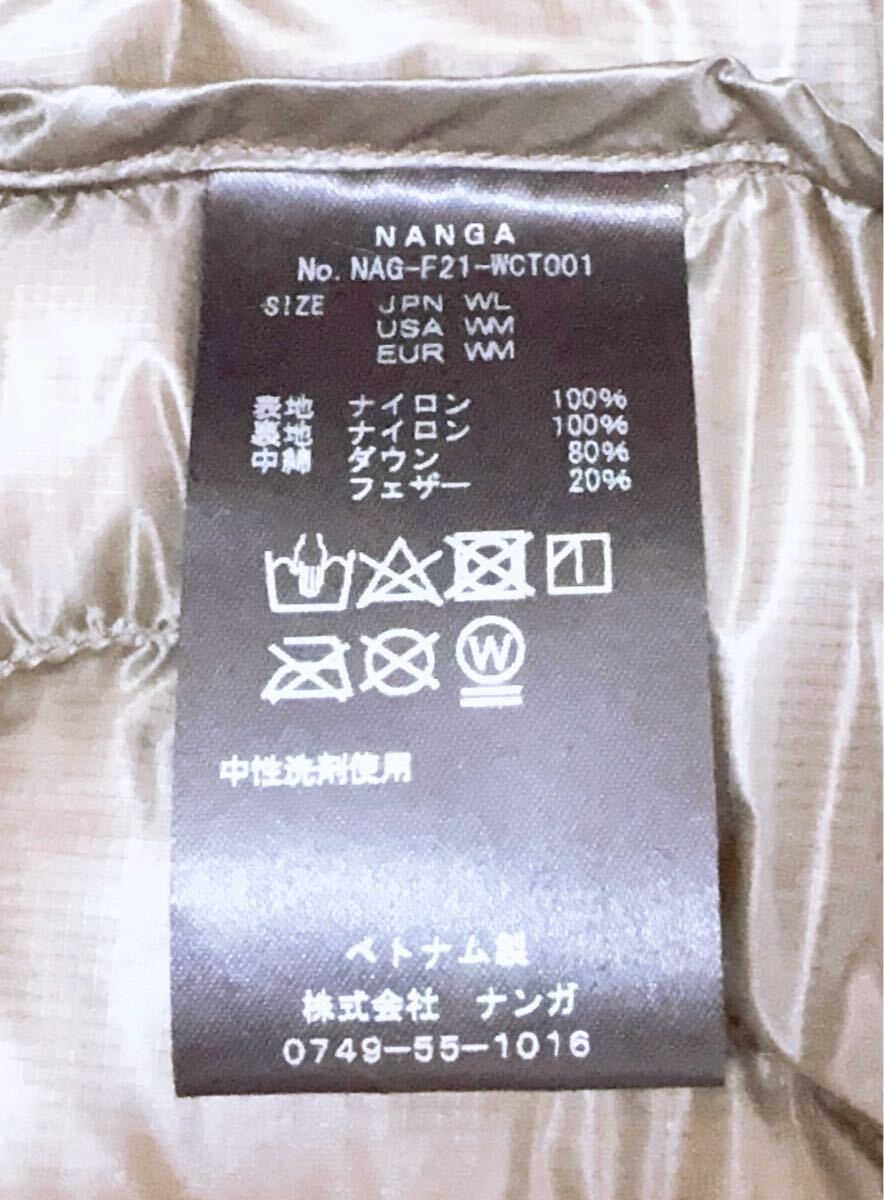 NANGA
No. NAG-F21-WCT001
SIZE JPN WL
USA WM
EUR WM
表地 ナイロン 100%
裏地 ナイロン 100%
中綿 ダウン 80%
フェザー 20%
W
中性洗剤使用
ベトナム製
株式会社 ナンガ
0749-55-1016